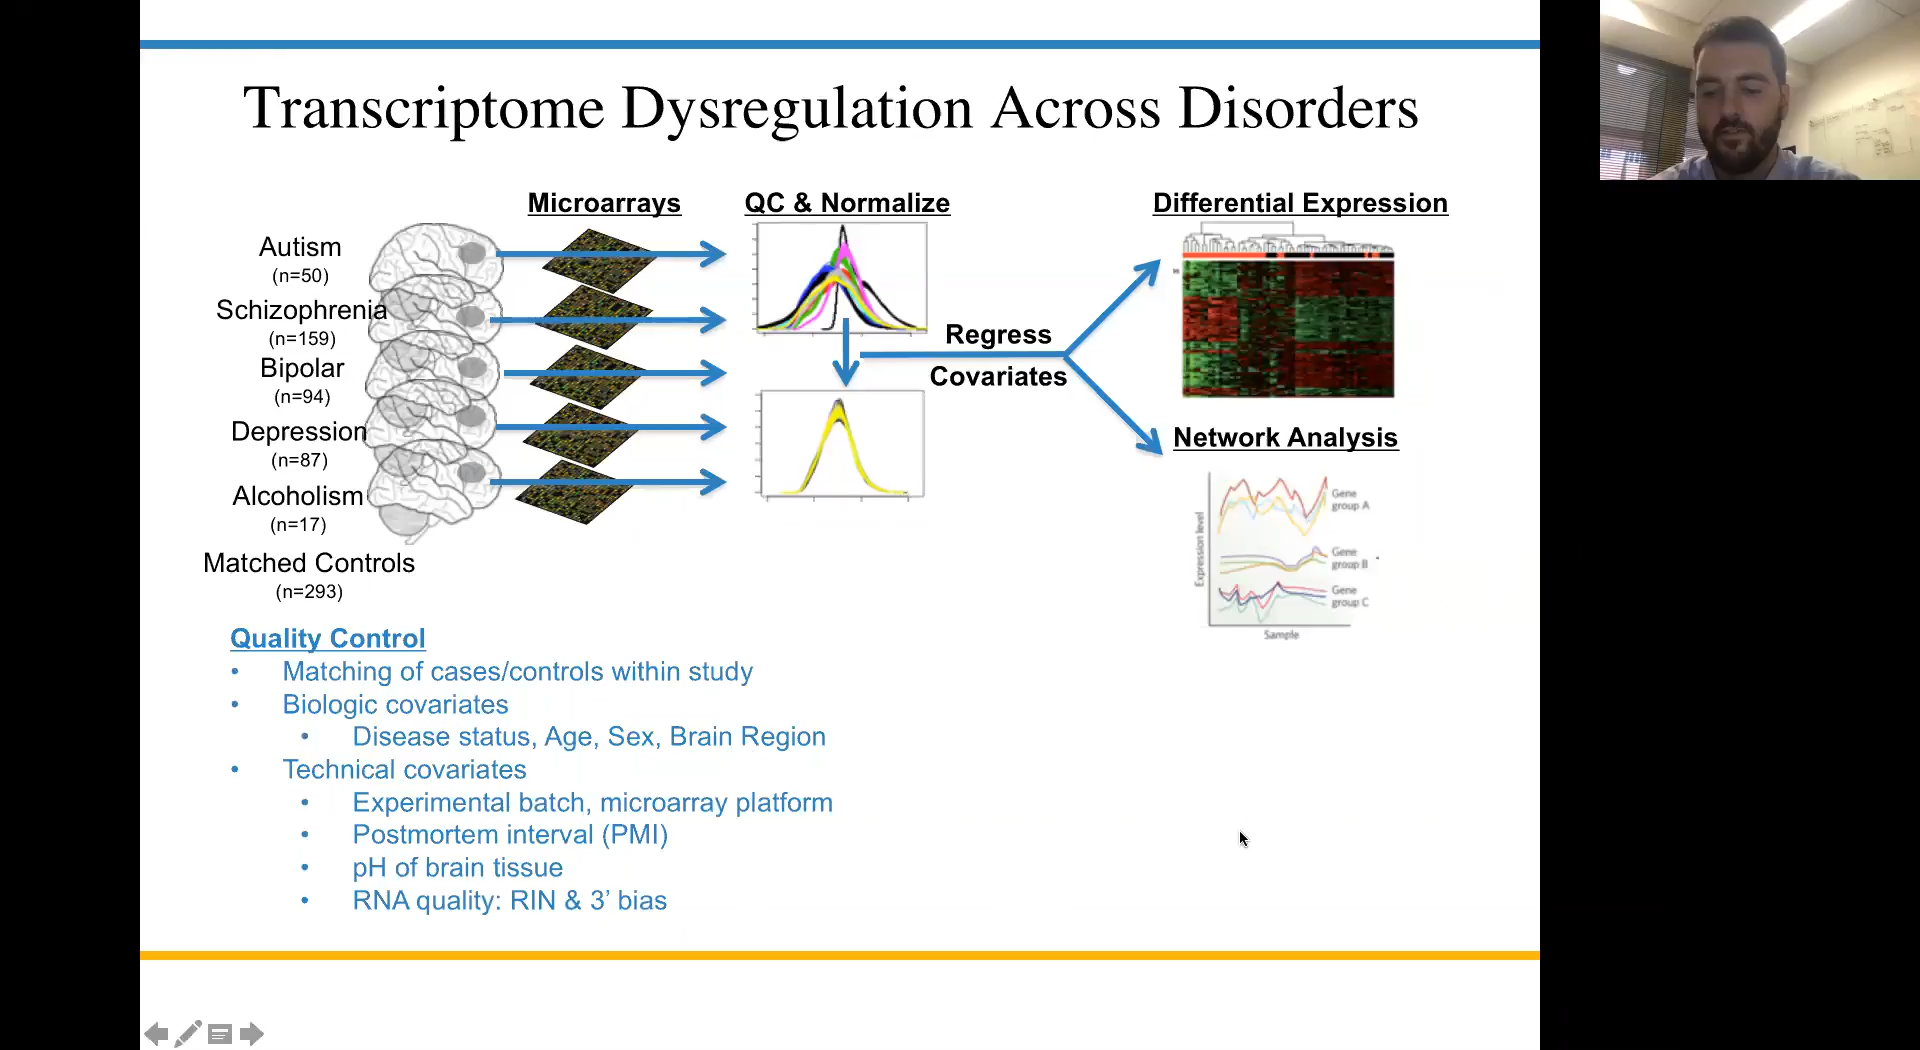 Transcriptome Dysregulation Across Disorders
Microarrays
QC & Normalize
Differential Expression
Autism
(n=50)
Schizophrenia
(n=159)
Bipolar
(n=94)
Depression
(n=87)
Alcoholism
(n=17)
Matched Controls
(n=293)
Regress
Covariates
Network Analysis
Expression level
Gene
group A
Gene
group B
Gene
group C
Sample
Quality Control
• Matching of cases/controls within study
• Biologic covariates
• Disease status, Age, Sex, Brain Region
• Technical covariates
• Experimental batch, microarray platform
• Postmortem interval (PMI)
• pH of brain tissue
• RNA quality: RIN & 3’ bias